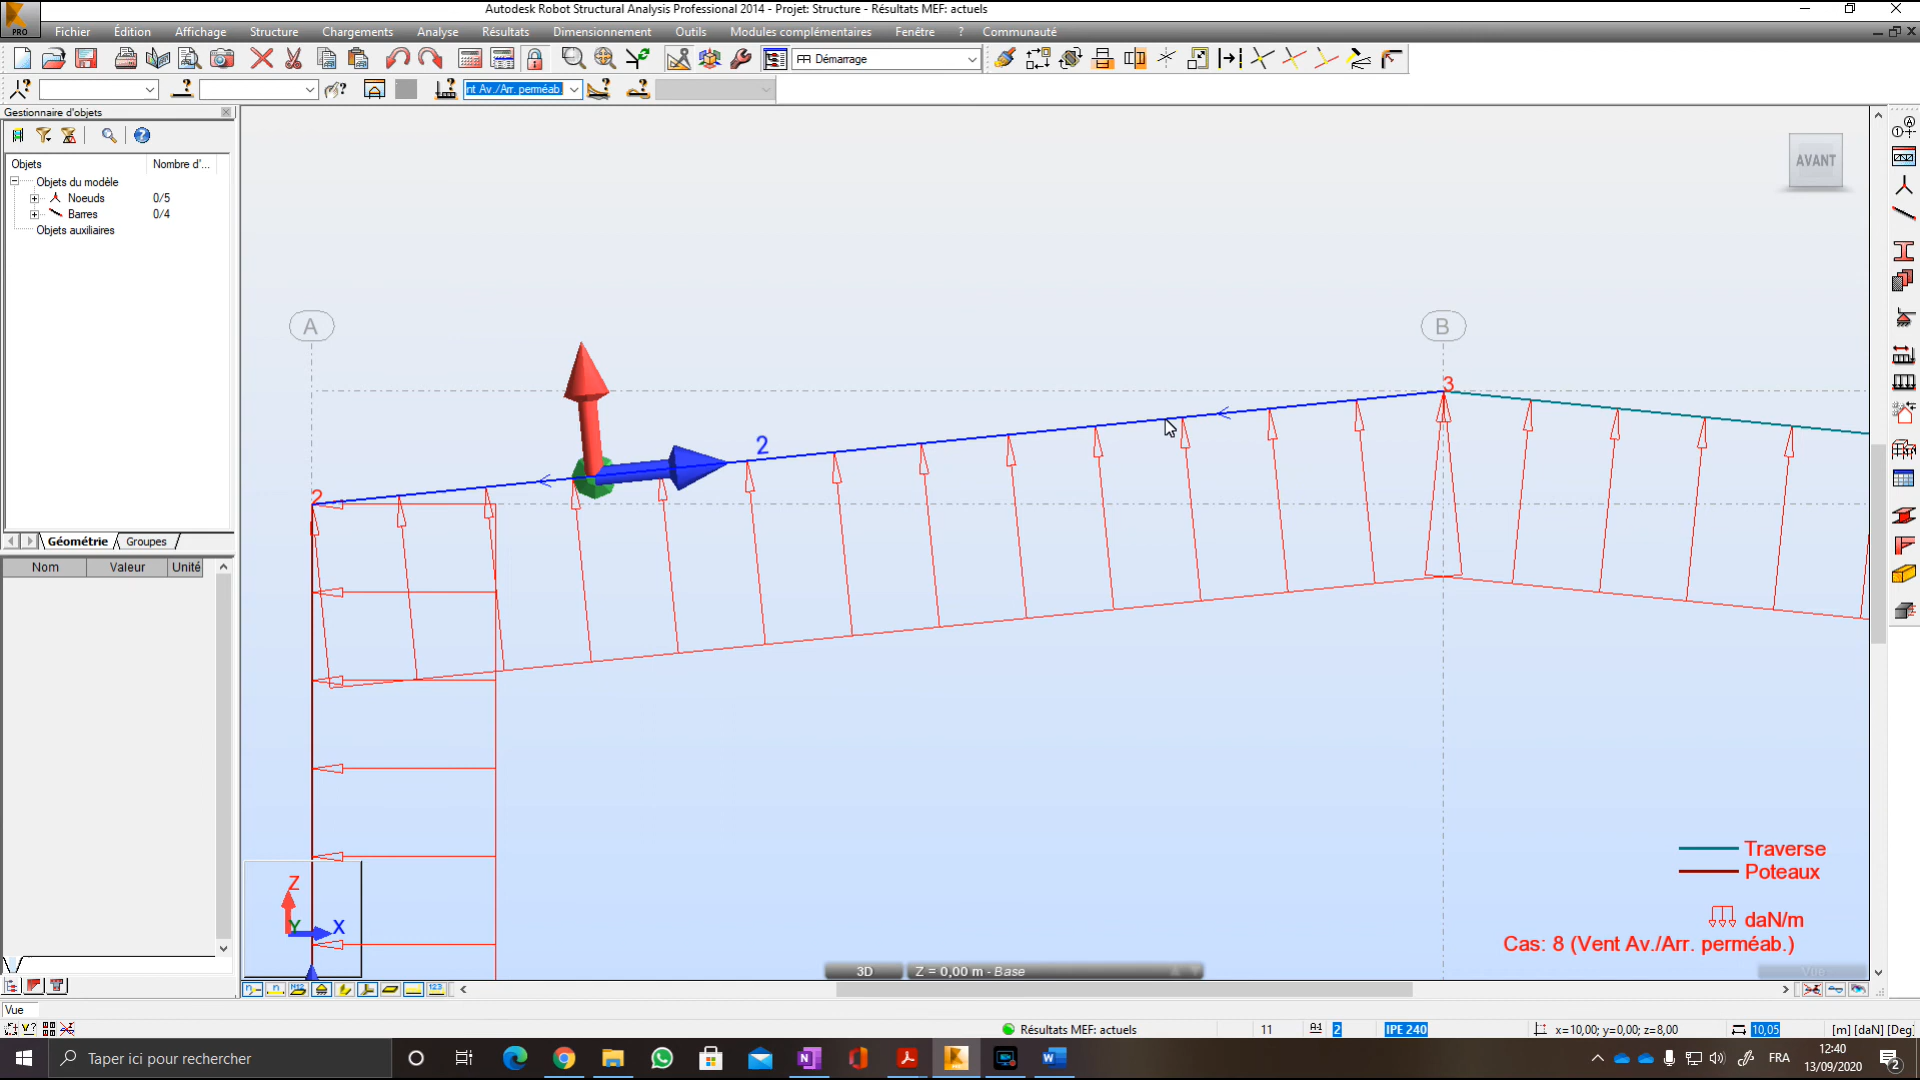 Autodesk Robot Structural Analysis Professional 2014 - Projet: Structure - Résultats MEF: actuels
PRO
Fichier Édition Affichage Structure Chargements Analyse Résultats Dimensionnement Outils Modules complémentaires Fenêtre ? Communauté
Démarrage
nt Av./Arr. perméab
Gestionnaire d'objets
Objets Nombre d'...
Objets du modèle
Noeuds 0/5
Barres 0/4
Objets auxiliaires
Géométrie Groupes
Nom Valeur Unité
AVANT
A
B
3
2
2
Traverse
Poteaux
daN/m
Cas: 8 (Vent Av./Arr. perméab.)
Z
Y X
3D Z = 0,00 m - Base
Vue
Vue
Résultats MEF: actuels 11 2 IPE 240 x=10,00; y=0,00; z=8,00 10,05 [m] [daN] [Deg]
Taper ici pour rechercher
FRA
12:40
13/09/2020
2